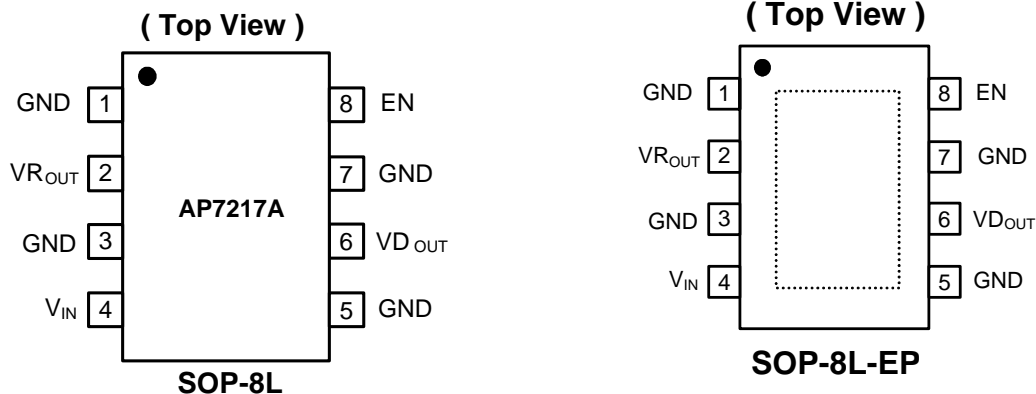 ( Top View )
GND 1
8 EN
VROUT 2
7 GND
AP7217A
GND 3
6 VD OUT
VIN 4
5 GND
SOP-8L
( Top View )
GND 1
8 EN
VROUT 2
7 GND
GND 3
6 VDOUT
VIN 4
5 GND
SOP-8L-EP